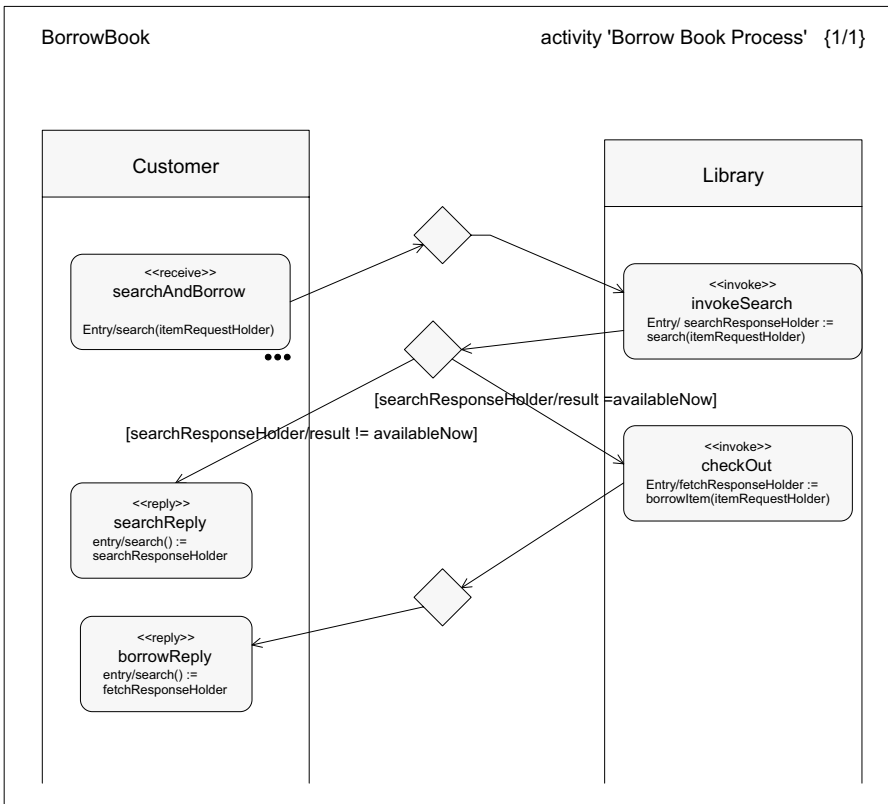 BorrowBook
activity 'Borrow Book Process' {1/1}
Customer
Library
<<receive>>
searchAndBorrow
Entry/search(itemRequestHolder)
<<invoke>>
invokeSearch
Entry/ searchResponseHolder :=
search(itemRequestHolder)
[searchResponseHolder/result =availableNow]
[searchResponseHolder/result != availableNow]
<<invoke>>
checkOut
Entry/fetchResponseHolder :=
borrowItem(itemRequestHolder)
<<reply>>
searchReply
entry/search() :=
searchResponseHolder
<<reply>>
borrowReply
entry/search() :=
fetchResponseHolder